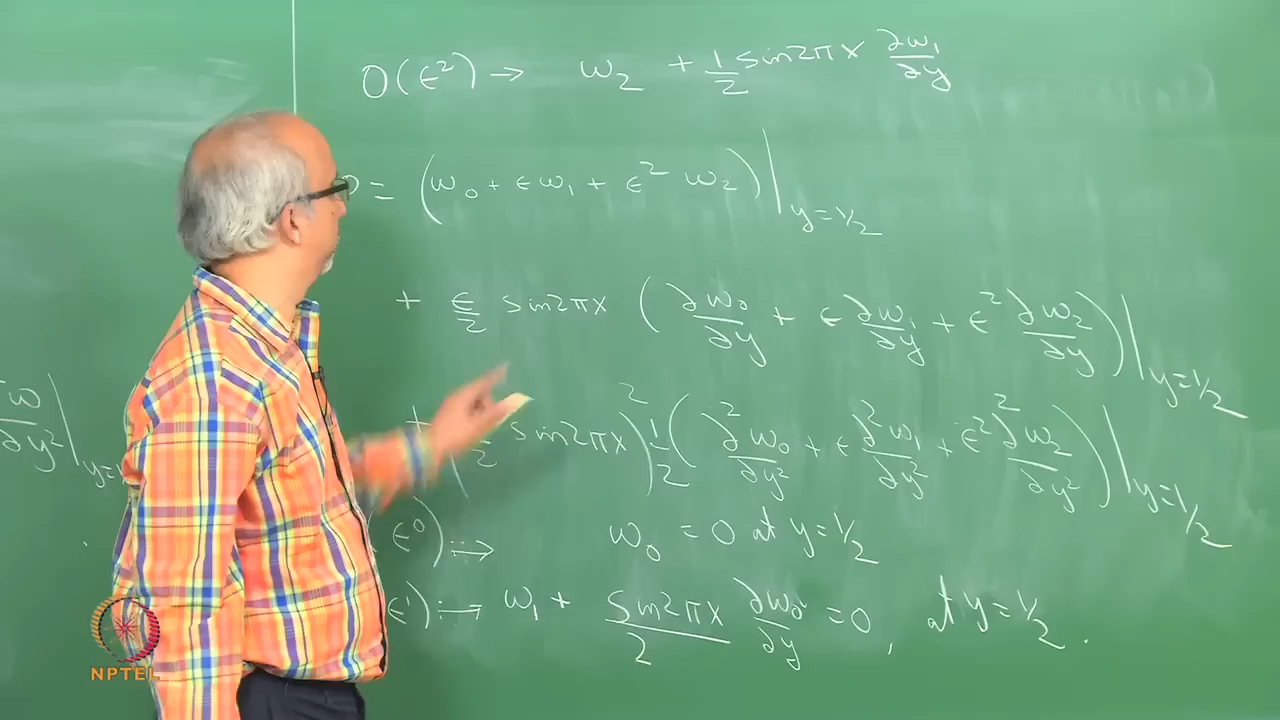 O(ε²) → ω₂ + 1/2 sin2πx ∂ω₁/∂y
0 = (ω₀ + εω₁ + ε² ω₂)|y=1/2
+ ε/2 sin2πx (∂ω₀/∂y + ε ∂ω₁/∂y + ε² ∂ω₂/∂y)|y=1/2
+ ( /2 sin2πx)² 1/2 (∂²ω₀/∂y² + ε ∂²ω₁/∂y² + ε² ∂²ω₂/∂y²)|y=1/2
ω/∂y²|y=
ε⁰) :→ ω₀ = 0 at y=1/2
ε¹) :→ ω₁ + sin2πx/2 ∂ω₀/∂y = 0, at y=1/2.
NPTEL